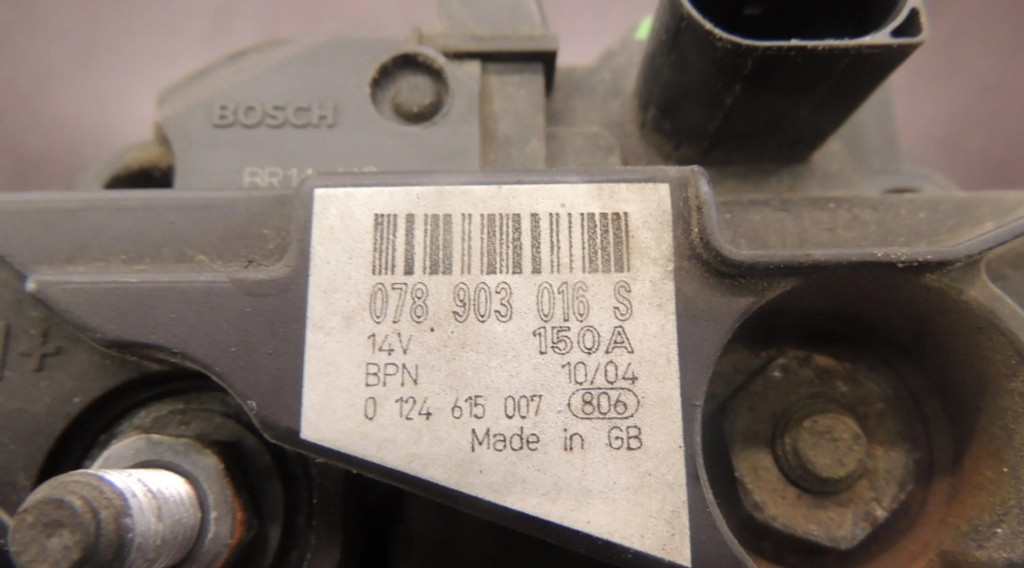 BOSCH
078 903 016 S
14V 150A
BPN 10/04
0 124 615 007 806
Made in GB